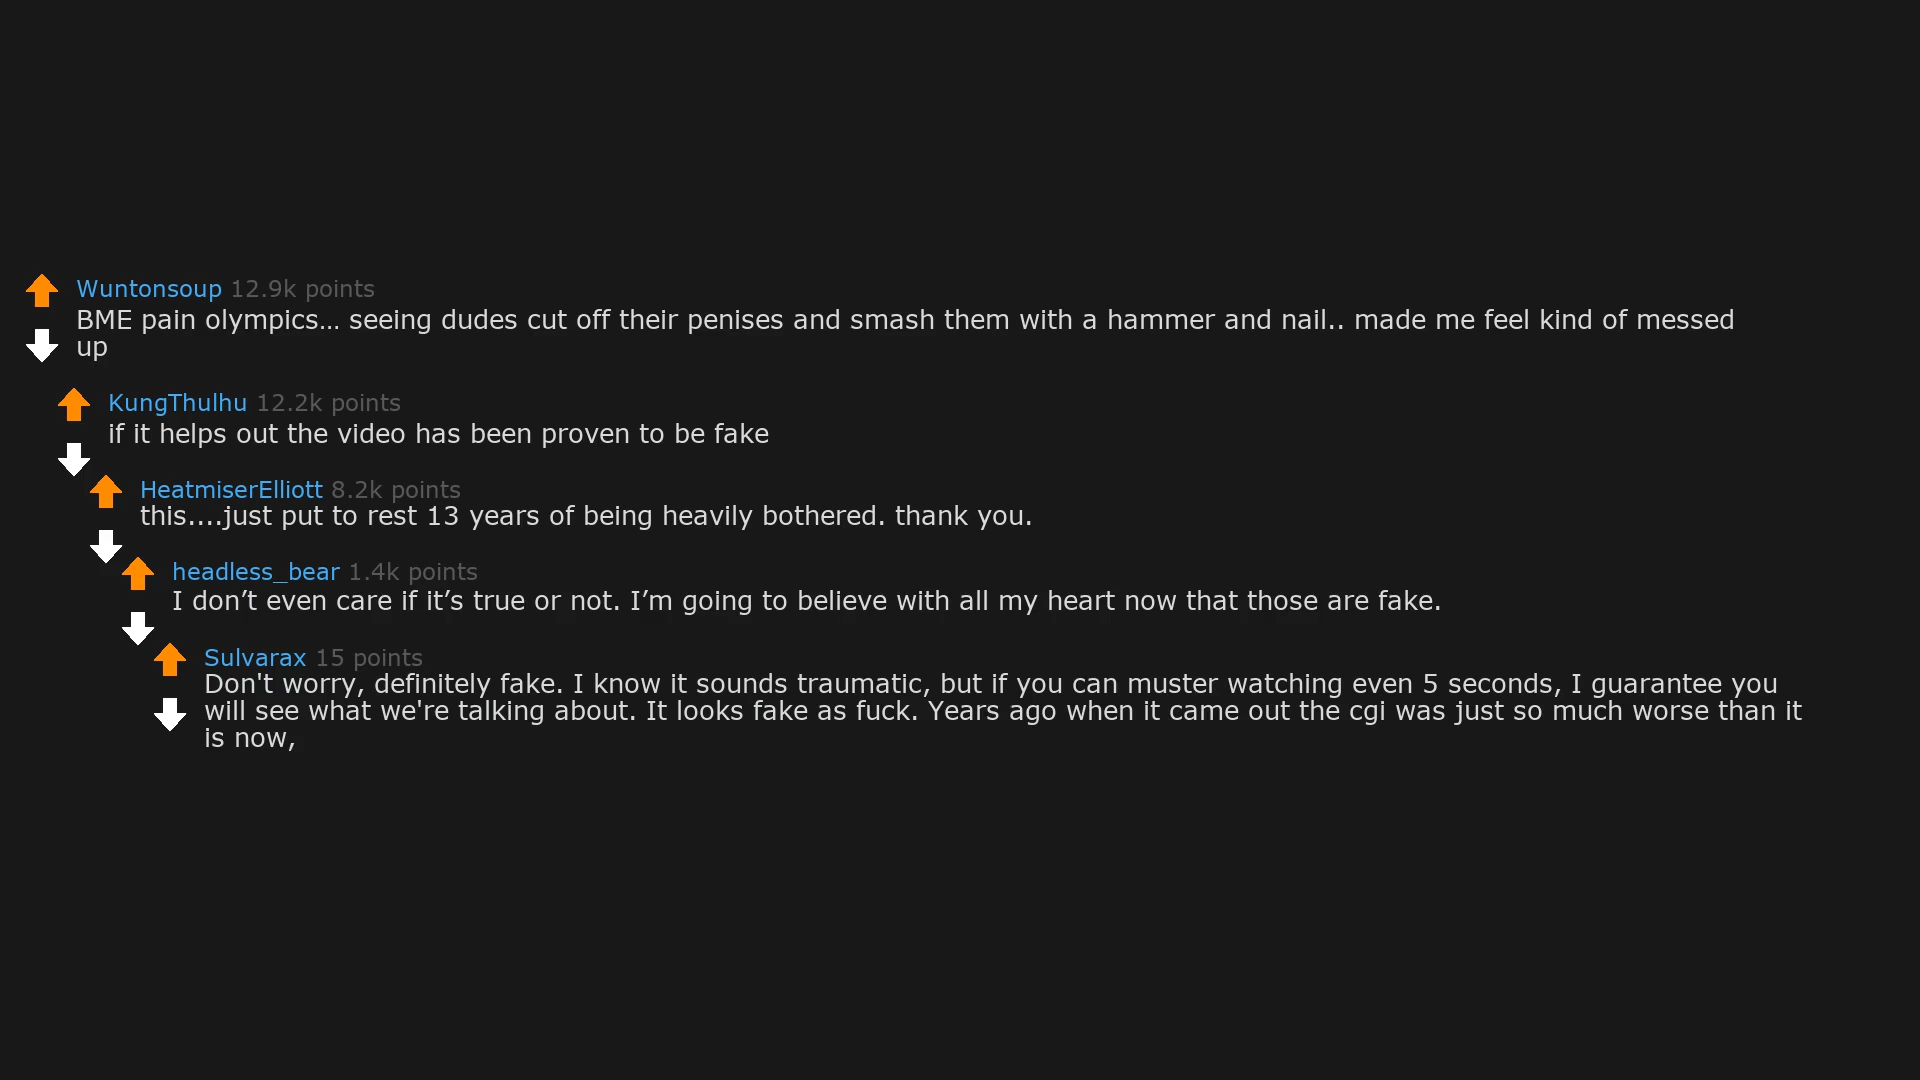 Wuntonsoup 12.9k points
BME pain olympics... seeing dudes cut off their penises and smash them with a hammer and nail.. made me feel kind of messed
up
KungThulhu 12.2k points
if it helps out the video has been proven to be fake
HeatmiserElliott 8.2k points
this....just put to rest 13 years of being heavily bothered. thank you.
headless_bear 1.4k points
I don’t even care if it’s true or not. I’m going to believe with all my heart now that those are fake.
Sulvarax 15 points
Don't worry, definitely fake. I know it sounds traumatic, but if you can muster watching even 5 seconds, I guarantee you
will see what we're talking about. It looks fake as fuck. Years ago when it came out the cgi was just so much worse than it
is now,